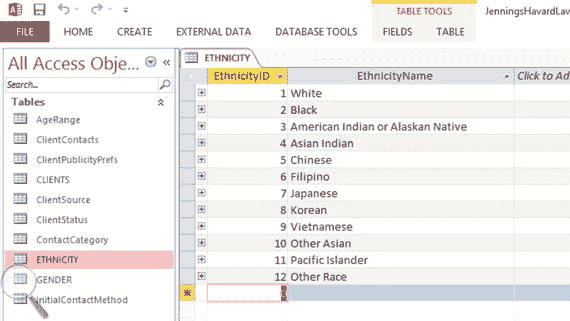 TABLE TOOLS JenningsHavardLaw
FILE HOME CREATE EXTERNAL DATA DATABASE TOOLS FIELDS TABLE
All Access Obje...
Search...
Tables
AgeRange
ClientContacts
ClientPublicityPrefs
CLIENTS
ClientSource
ClientStatus
ContactCategory
ETHNICITY
GENDER
InitialContactMethod
ETHNICITY
EthnicityID EthnicityName Click to Ad
1 White
2 Black
3 American Indian or Alaskan Native
4 Asian Indian
5 Chinese
6 Filipino
7 Japanese
8 Korean
9 Vietnamese
10 Other Asian
11 Pacific Islander
12 Other Race